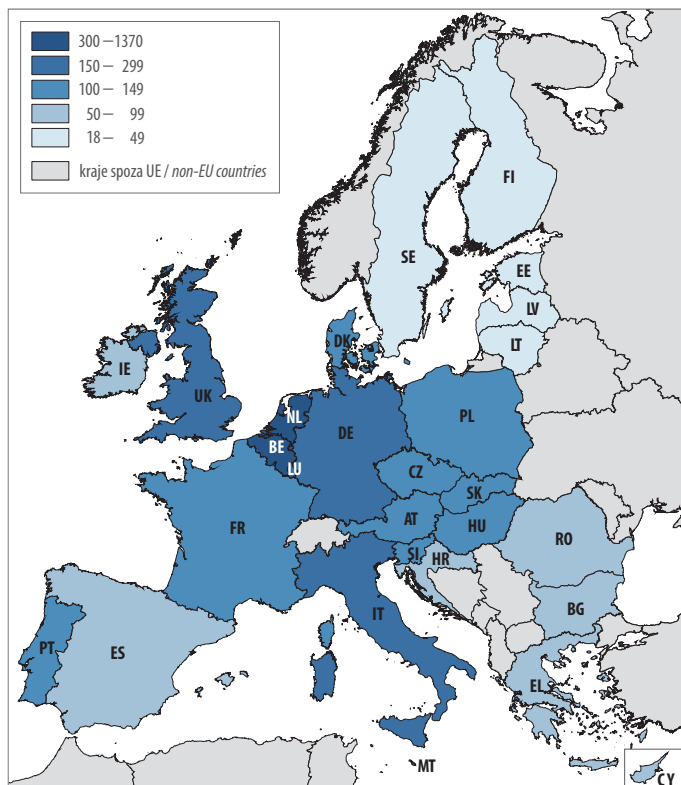 300 – 1370
150 – 299
100 – 149
50 – 99
18 – 49
kraje spoza UE / non-EU countries
FI
SE
EE
LV
LT
DK
IE
UK
NL
DE
PL
BE
LU
CZ
SK
FR
AT
HU
RO
SI
HR
BG
IT
PT
ES
EL
MT
CY